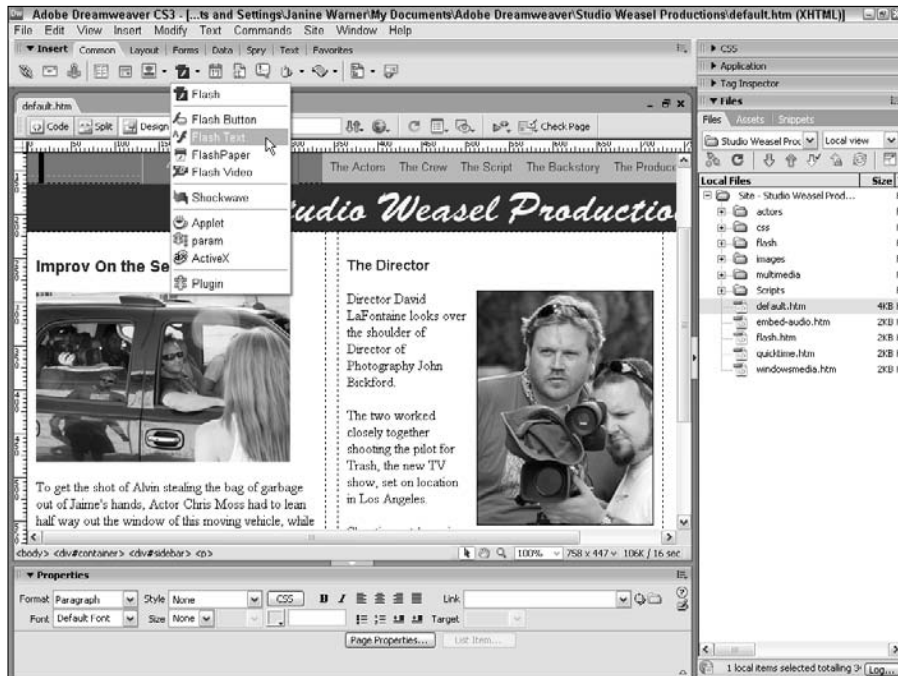 Adobe Dreamweaver CS3 - [...ts and Settings\Janine Warner\My Documents\Adobe Dreamweaver\Studio Weasel Productions\default.htm (XHTML)]
File Edit View Insert Modify Text Commands Site Window Help
Insert Common Layout Forms Data Spry Text Favorites
Flash
Flash Button
Flash Text
FlashPaper
Flash Video
Shockwave
Applet
param
ActiveX
Plugin
default.htm
Code Split Design Check Page
The Actors The Crew The Script The Backstory The Produce
udio Weasel Production
Improv On the Se
To get the shot of Alvin stealing the bag of garbage
out of Jaime's hands, Actor Chris Moss had to lean
half way out the window of this moving vehicle, while
The Director
Director David
LaFontaine looks over
the shoulder of
Director of
Photography John
Bickford.
The two worked
closely together
shooting the pilot for
Trash, the new TV
show, set on location
in Los Angeles.
<body> <div#container> <div#sidebar> <p>
100% 758 x 447 106K / 16 sec
Properties
Format Paragraph Style None CSS B I Link
Font Default Font Size None Target
Page Properties... List Item...
CSS
Application
Tag Inspector
Files
Files Assets Snippets
Studio Weasel Proc Local view
Local Files Size
Site - Studio Weasel Prod...
actors
css
flash
images
multimedia
Scripts
default.htm 4KB
embed-audio.htm 2KB
flash.htm 2KB
quicktime.htm 2KB
windowsmedia.htm 2KB
1 local items selected totalling Log...